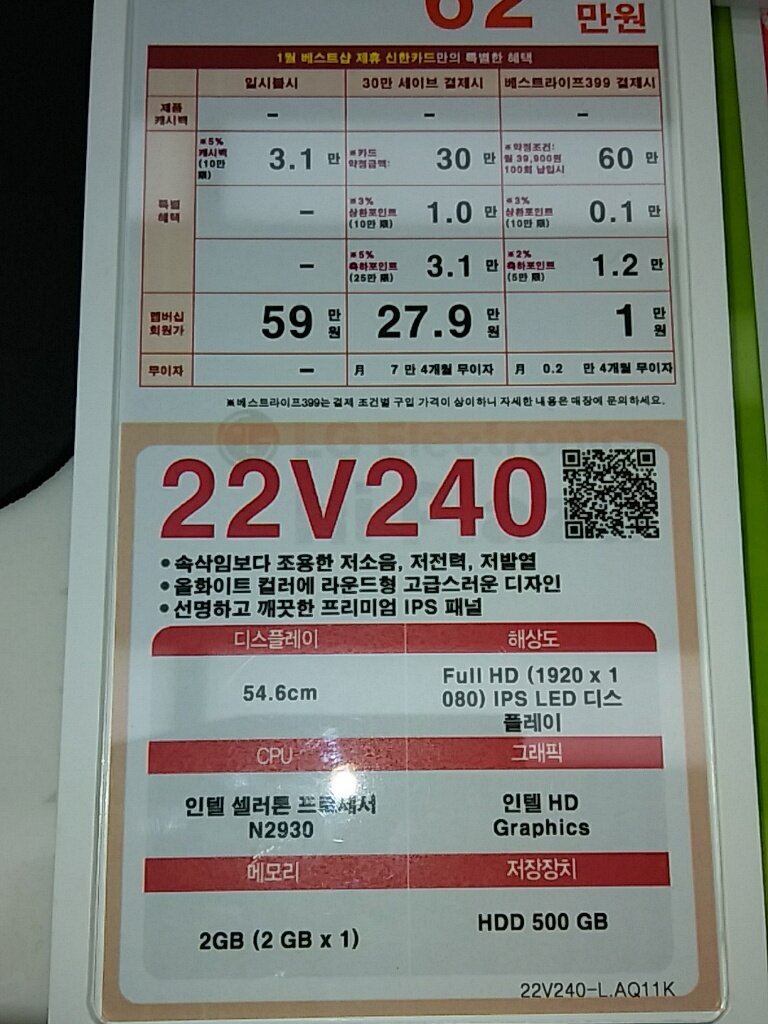 62 만원
1월 베스트샵 제휴 신한카드만의 특별한 혜택
일시불시 30만 세이브 결제시 베스트라이프399 결제시
제품
캐시백 - - -
특별
혜택
※5%
캐시백
(10만
限) 3.1 만
※카드
약정금액: 30 만
※약정조건:
월 39,900원
100회 납입시 60 만
-
※3%
상환포인트
(10만 限) 1.0 만
※3%
상환포인트
(10만 限) 0.1 만
-
※5%
축하포인트
(25만 限) 3.1 만
※2%
축하포인트
(5만 限) 1.2 만
멤버십
회원가 59 만원 27.9 만원 1 만원
무이자 - 月 7 만 4개월 무이자 月 0.2 만 4개월 무이자
※베스트라이프399는 결제 조건별 구입 가격이 상이하니 자세한 내용은 매장에 문의하세요.
LG Electronics
22V240
•속삭임보다 조용한 저소음, 저전력, 저발열
•올화이트 컬러에 라운드형 고급스러운 디자인
•선명하고 깨끗한 프리미엄 IPS 패널
디스플레이 해상도
54.6cm
Full HD (1920 x 1
080) IPS LED 디스
플레이
CPU 그래픽
인텔 셀러론 프로세서
N2930
인텔 HD
Graphics
메모리 저장장치
2GB (2 GB x 1)
HDD 500 GB
22V240-L.AQ11K